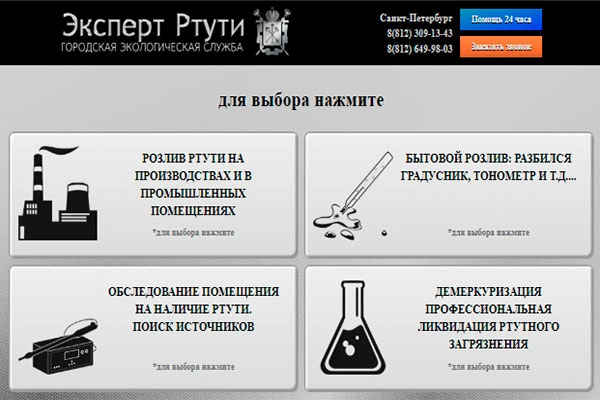 Эксперт Ртути
ГОРОДСКАЯ ЭКОЛОГИЧЕСКАЯ СЛУЖБА
Санкт-Петербург
8(812) 309-13-43
8(812) 649-98-03
Помощь 24 часа
Заказать звонок
для выбора нажмите
РОЗЛИВ РТУТИ НА
ПРОИЗВОДСТВАХ И В
ПРОМЫШЛЕННЫХ
ПОМЕЩЕНИЯХ
*для выбора нажмите
БЫТОВОЙ РОЗЛИВ: РАЗБИЛСЯ
ГРАДУСНИК, ТОНОМЕТР И Т.Д....
*для выбора нажмите
ОБСЛЕДОВАНИЕ ПОМЕЩЕНИЯ
НА НАЛИЧИЕ РТУТИ.
ПОИСК ИСТОЧНИКОВ
*для выбора нажмите
ДЕМЕРКУРИЗАЦИЯ
ПРОФЕССИОНАЛЬНАЯ
ЛИКВИДАЦИЯ РТУТНОГО
ЗАГРЯЗНЕНИЯ
*для выбора нажмите